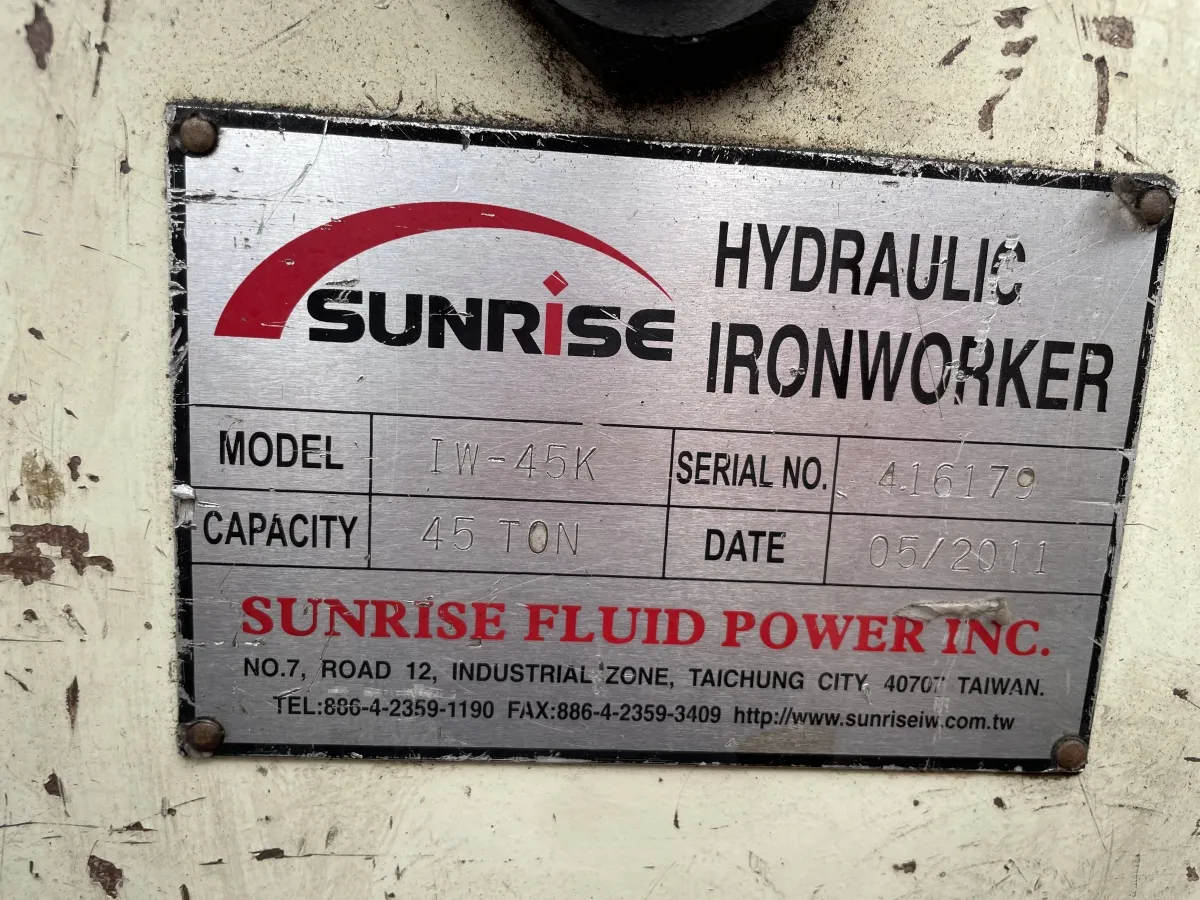 SUNRISE
HYDRAULIC
IRONWORKER
MODEL IW-45K SERIAL NO. 416179
CAPACITY 45 TON DATE 05/2011
SUNRISE FLUID POWER INC.
NO.7, ROAD 12, INDUSTRIAL ZONE, TAICHUNG CITY 40707 TAIWAN.
TEL:886-4-2359-1190 FAX:886-4-2359-3409 http://www.sunriseiw.com.tw